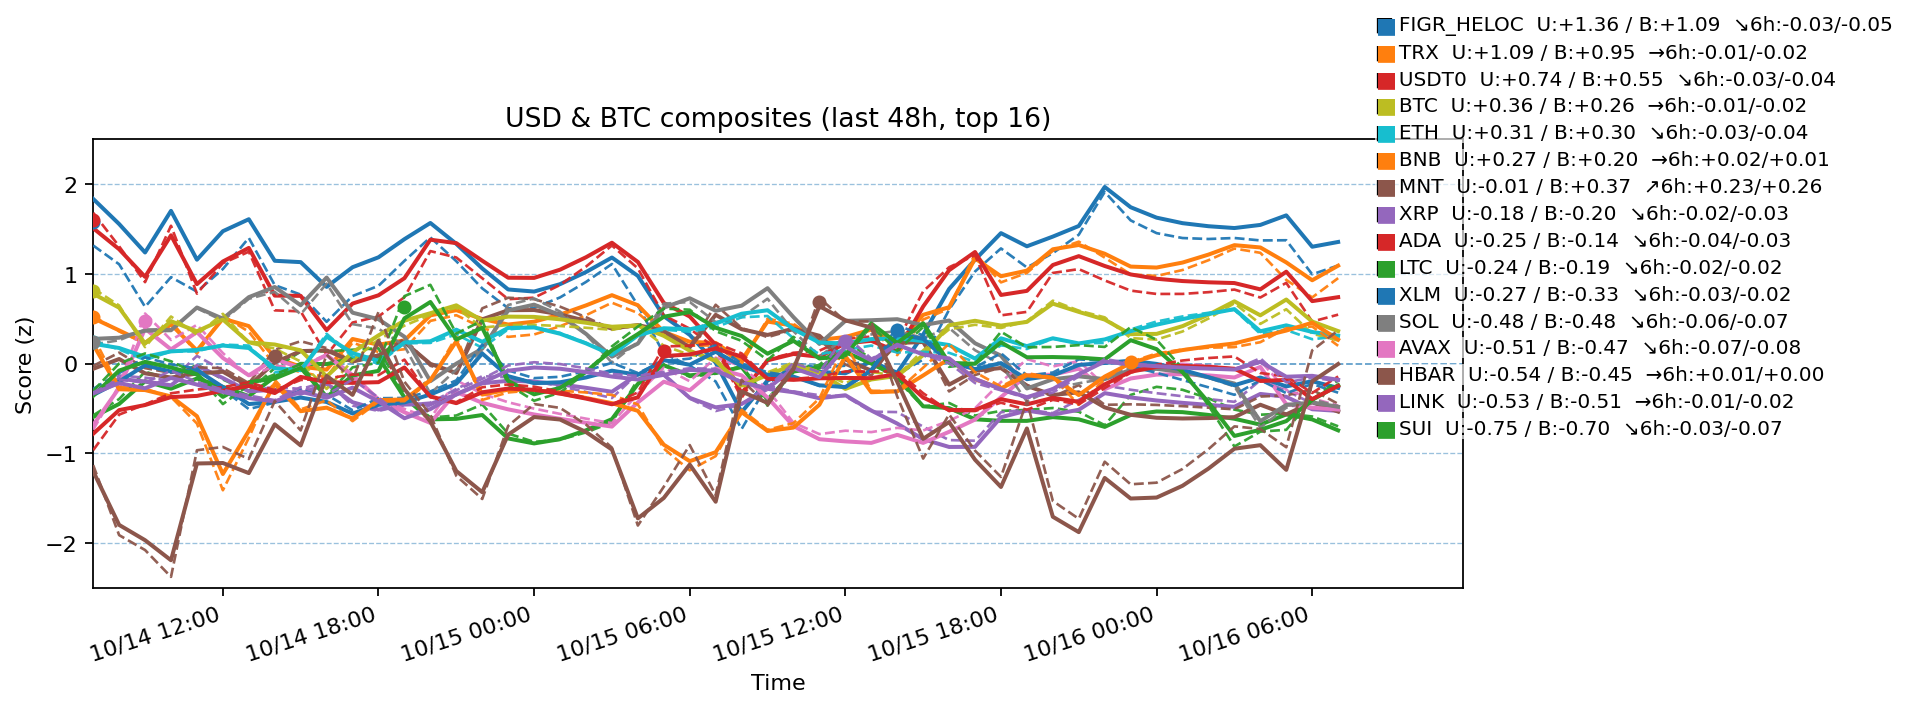 FIGR_HELOC U:+1.36 / B:+1.09 ↘6h:-0.03/-0.05
TRX U:+1.09 / B:+0.95 →6h:-0.01/-0.02
USDT0 U:+0.74 / B:+0.55 ↘6h:-0.03/-0.04
BTC U:+0.36 / B:+0.26 →6h:-0.01/-0.02
ETH U:+0.31 / B:+0.30 ↘6h:-0.03/-0.04
BNB U:+0.27 / B:+0.20 →6h:+0.02/+0.01
MNT U:-0.01 / B:+0.37 ↗6h:+0.23/+0.26
XRP U:-0.18 / B:-0.20 ↘6h:-0.02/-0.03
ADA U:-0.25 / B:-0.14 ↘6h:-0.04/-0.03
LTC U:-0.24 / B:-0.19 ↘6h:-0.02/-0.02
XLM U:-0.27 / B:-0.33 ↘6h:-0.03/-0.02
SOL U:-0.48 / B:-0.48 ↘6h:-0.06/-0.07
AVAX U:-0.51 / B:-0.47 ↘6h:-0.07/-0.08
HBAR U:-0.54 / B:-0.45 →6h:+0.01/+0.00
LINK U:-0.53 / B:-0.51 →6h:-0.01/-0.02
SUI U:-0.75 / B:-0.70 ↘6h:-0.03/-0.07
USD & BTC composites (last 48h, top 16)
Score (z)
2
1
0
−1
−2
10/14 12:00
10/14 18:00
10/15 00:00
10/15 06:00
10/15 12:00
10/15 18:00
10/16 00:00
10/16 06:00
Time